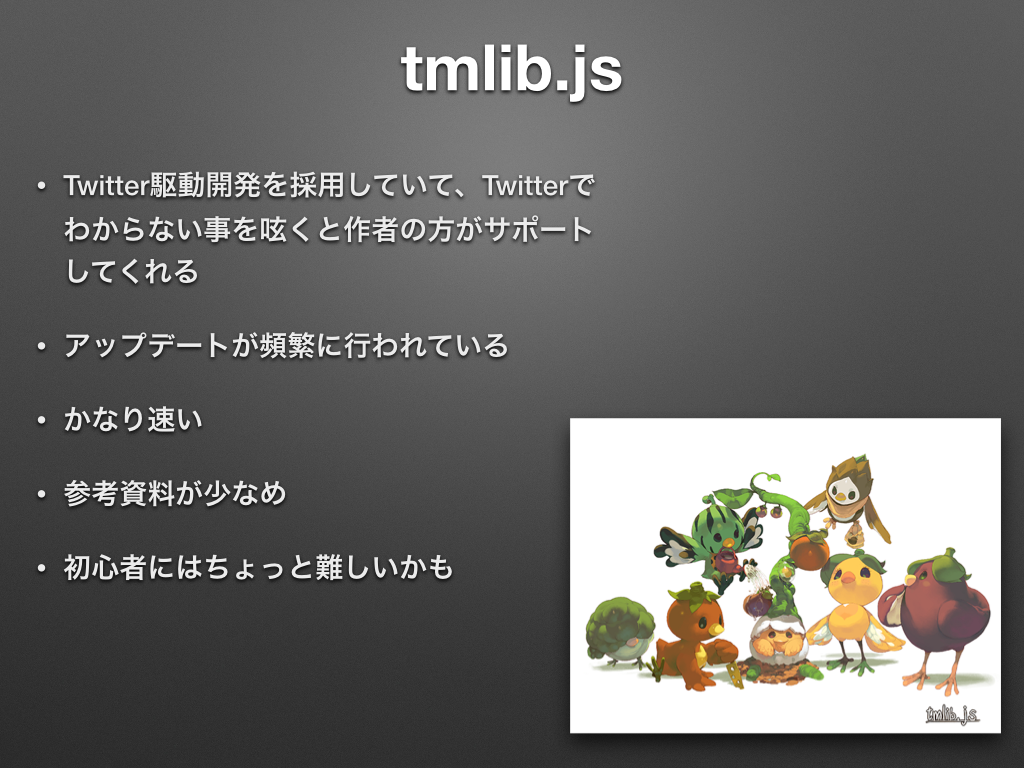 tmlib.js
• Twitter駆動開発を採用していて、Twitterで
わからない事を呟くと作者の方がサポート
してくれる
• アップデートが頻繁に行われている
• かなり速い
• 参考資料が少なめ
• 初心者にはちょっと難しいかも
tmlib.js